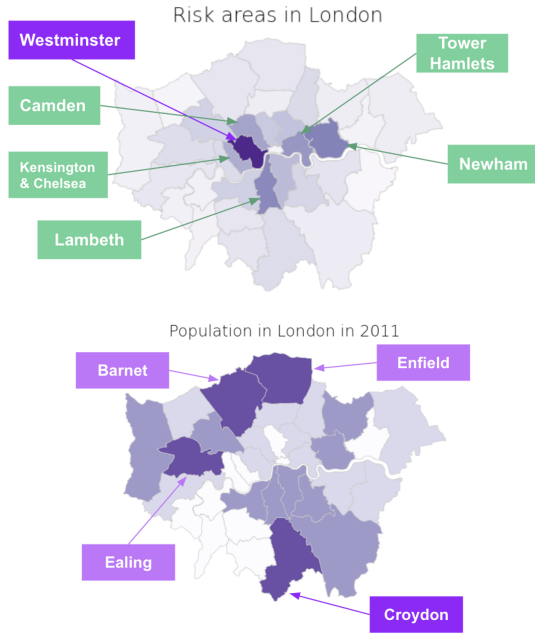 Risk areas in London
Westminster
Tower
Hamlets
Camden
Kensington
& Chelsea
Newham
Lambeth
Population in London in 2011
Barnet
Enfield
Ealing
Croydon